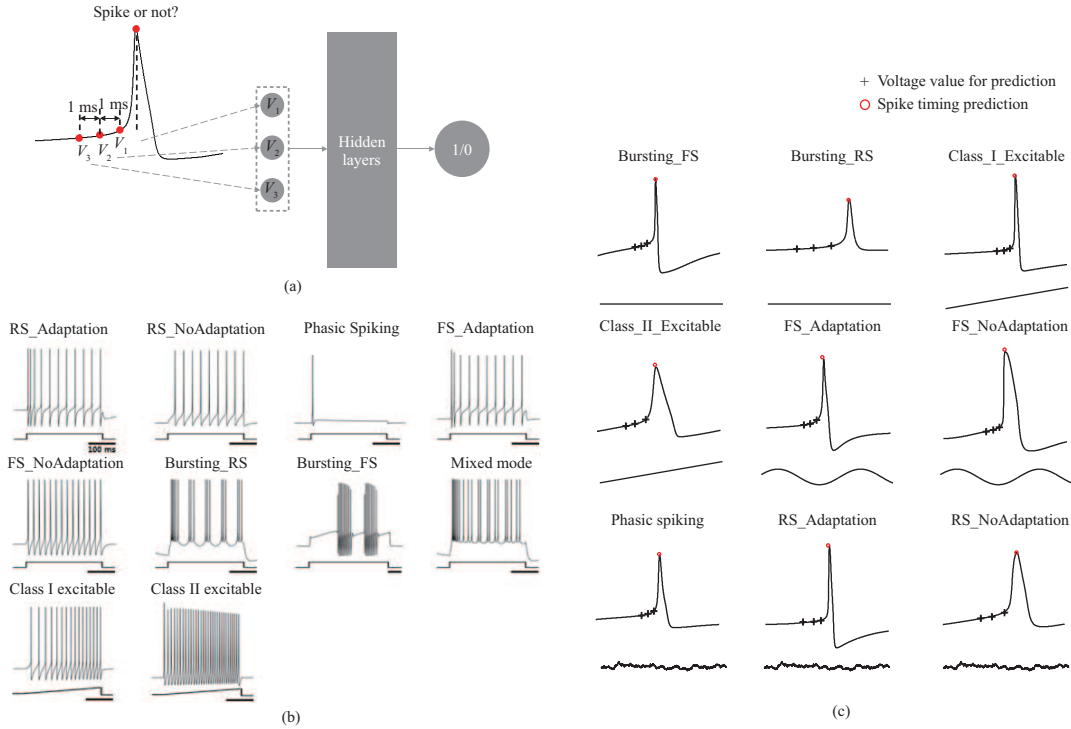 Spike or not?
1 ms 1 ms
V3 V2 V1
V1
V2
V3
Hidden
layers
1/0
(a)
RS_Adaptation RS_NoAdaptation Phasic Spiking FS_Adaptation
100 ms
FS_NoAdaptation Bursting_RS Bursting_FS Mixed mode
Class I excitable Class II excitable
(b)
+ Voltage value for prediction
Spike timing prediction
Bursting_FS Bursting_RS Class_I_Excitable
Class_II_Excitable FS_Adaptation FS_NoAdaptation
Phasic spiking RS_Adaptation RS_NoAdaptation
(c)